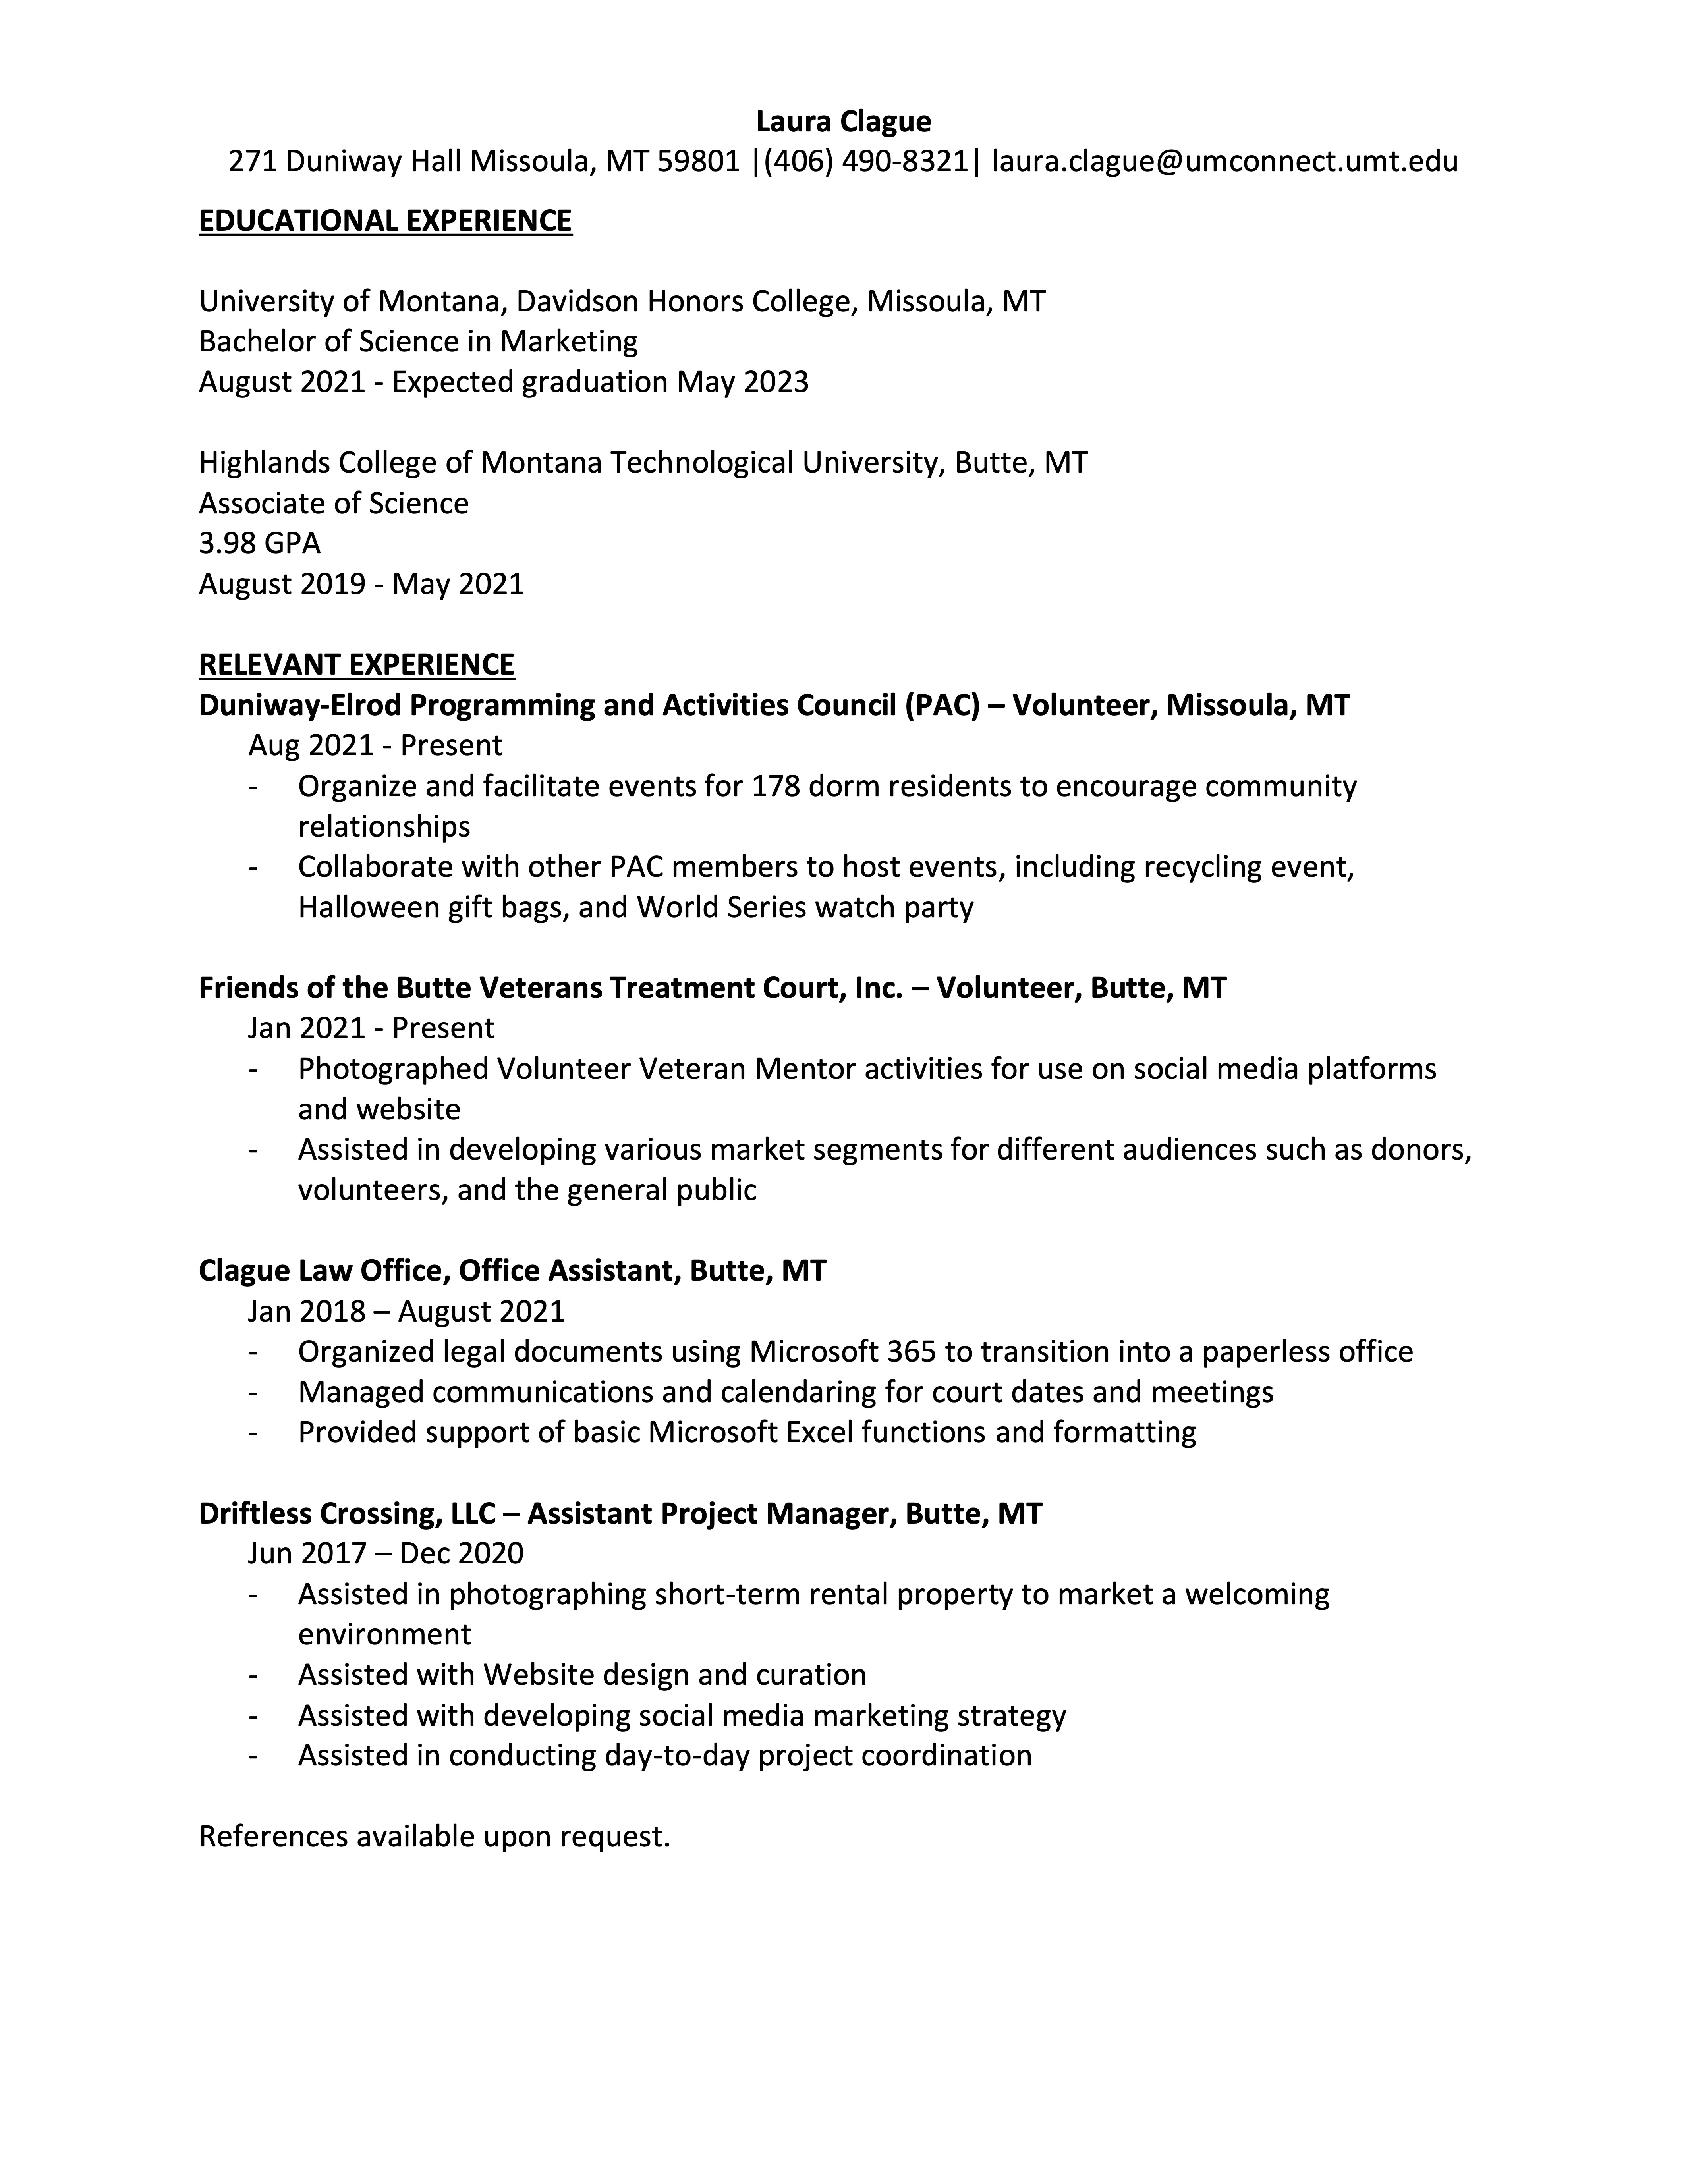 Laura Clague
271 Duniway Hall Missoula, MT 59801 |(406) 490-8321| laura.clague@umconnect.umt.edu
EDUCATIONAL EXPERIENCE
University of Montana, Davidson Honors College, Missoula, MT
Bachelor of Science in Marketing
August 2021 - Expected graduation May 2023
Highlands College of Montana Technological University, Butte, MT
Associate of Science
3.98 GPA
August 2019 - May 2021
RELEVANT EXPERIENCE
Duniway-Elrod Programming and Activities Council (PAC) – Volunteer, Missoula, MT
Aug 2021 - Present
- Organize and facilitate events for 178 dorm residents to encourage community
relationships
- Collaborate with other PAC members to host events, including recycling event,
Halloween gift bags, and World Series watch party
Friends of the Butte Veterans Treatment Court, Inc. – Volunteer, Butte, MT
Jan 2021 - Present
- Photographed Volunteer Veteran Mentor activities for use on social media platforms
and website
- Assisted in developing various market segments for different audiences such as donors,
volunteers, and the general public
Clague Law Office, Office Assistant, Butte, MT
Jan 2018 – August 2021
- Organized legal documents using Microsoft 365 to transition into a paperless office
- Managed communications and calendaring for court dates and meetings
- Provided support of basic Microsoft Excel functions and formatting
Driftless Crossing, LLC – Assistant Project Manager, Butte, MT
Jun 2017 – Dec 2020
- Assisted in photographing short-term rental property to market a welcoming
environment
- Assisted with Website design and curation
- Assisted with developing social media marketing strategy
- Assisted in conducting day-to-day project coordination
References available upon request.